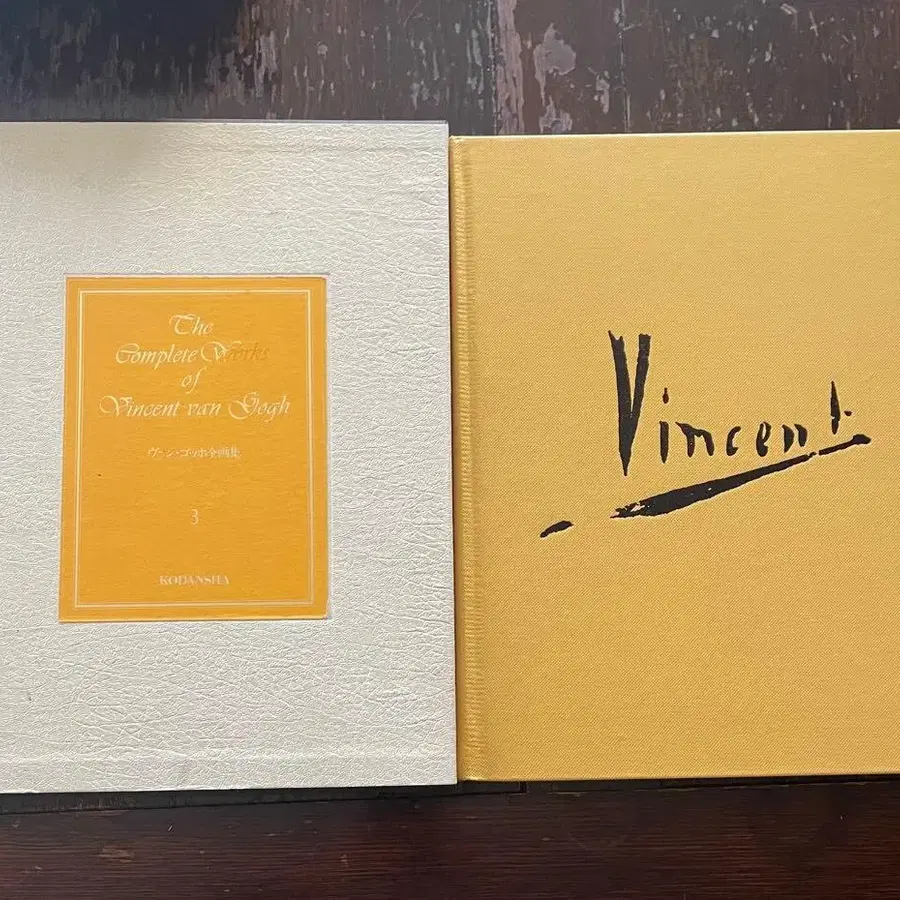 The
Complete Works
of
Vincent van Gogh
ヴァン・ゴッホ全画集
3
KODANSHA
Vincent.